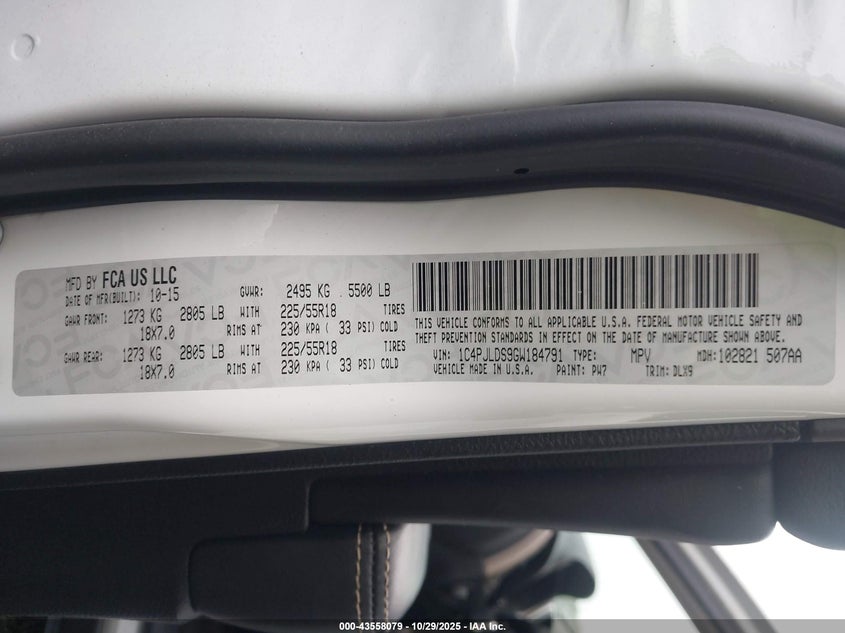 MFD BY FCA US LLC
DATE OF MFR(BUILT): 10-15 GVWR: 2495 KG . 5500 LB
GAWR FRONT: 1273 KG 2805 LB WITH 225/55R18 TIRES
18X7.0 RIMS AT 230 KPA ( 33 PSI) COLD
GAWR REAR: 1273 KG 2805 LB WITH 225/55R18 TIRES
18X7.0 RIMS AT 230 KPA ( 33 PSI) COLD
THIS VEHICLE CONFORMS TO ALL APPLICABLE U.S.A. FEDERAL MOTOR VEHICLE SAFETY AND
THEFT PREVENTION STANDARDS IN EFFECT ON THE DATE OF MANUFACTURE SHOWN ABOVE.
VIN: 1C4PJLDS9GW184791 TYPE: MPV MDH: 102821 507AA
VEHICLE MADE IN U.S.A. PAINT: PW7 TRIM: DLX9
000-43558079 - 10/29/2025 - IAA Inc.